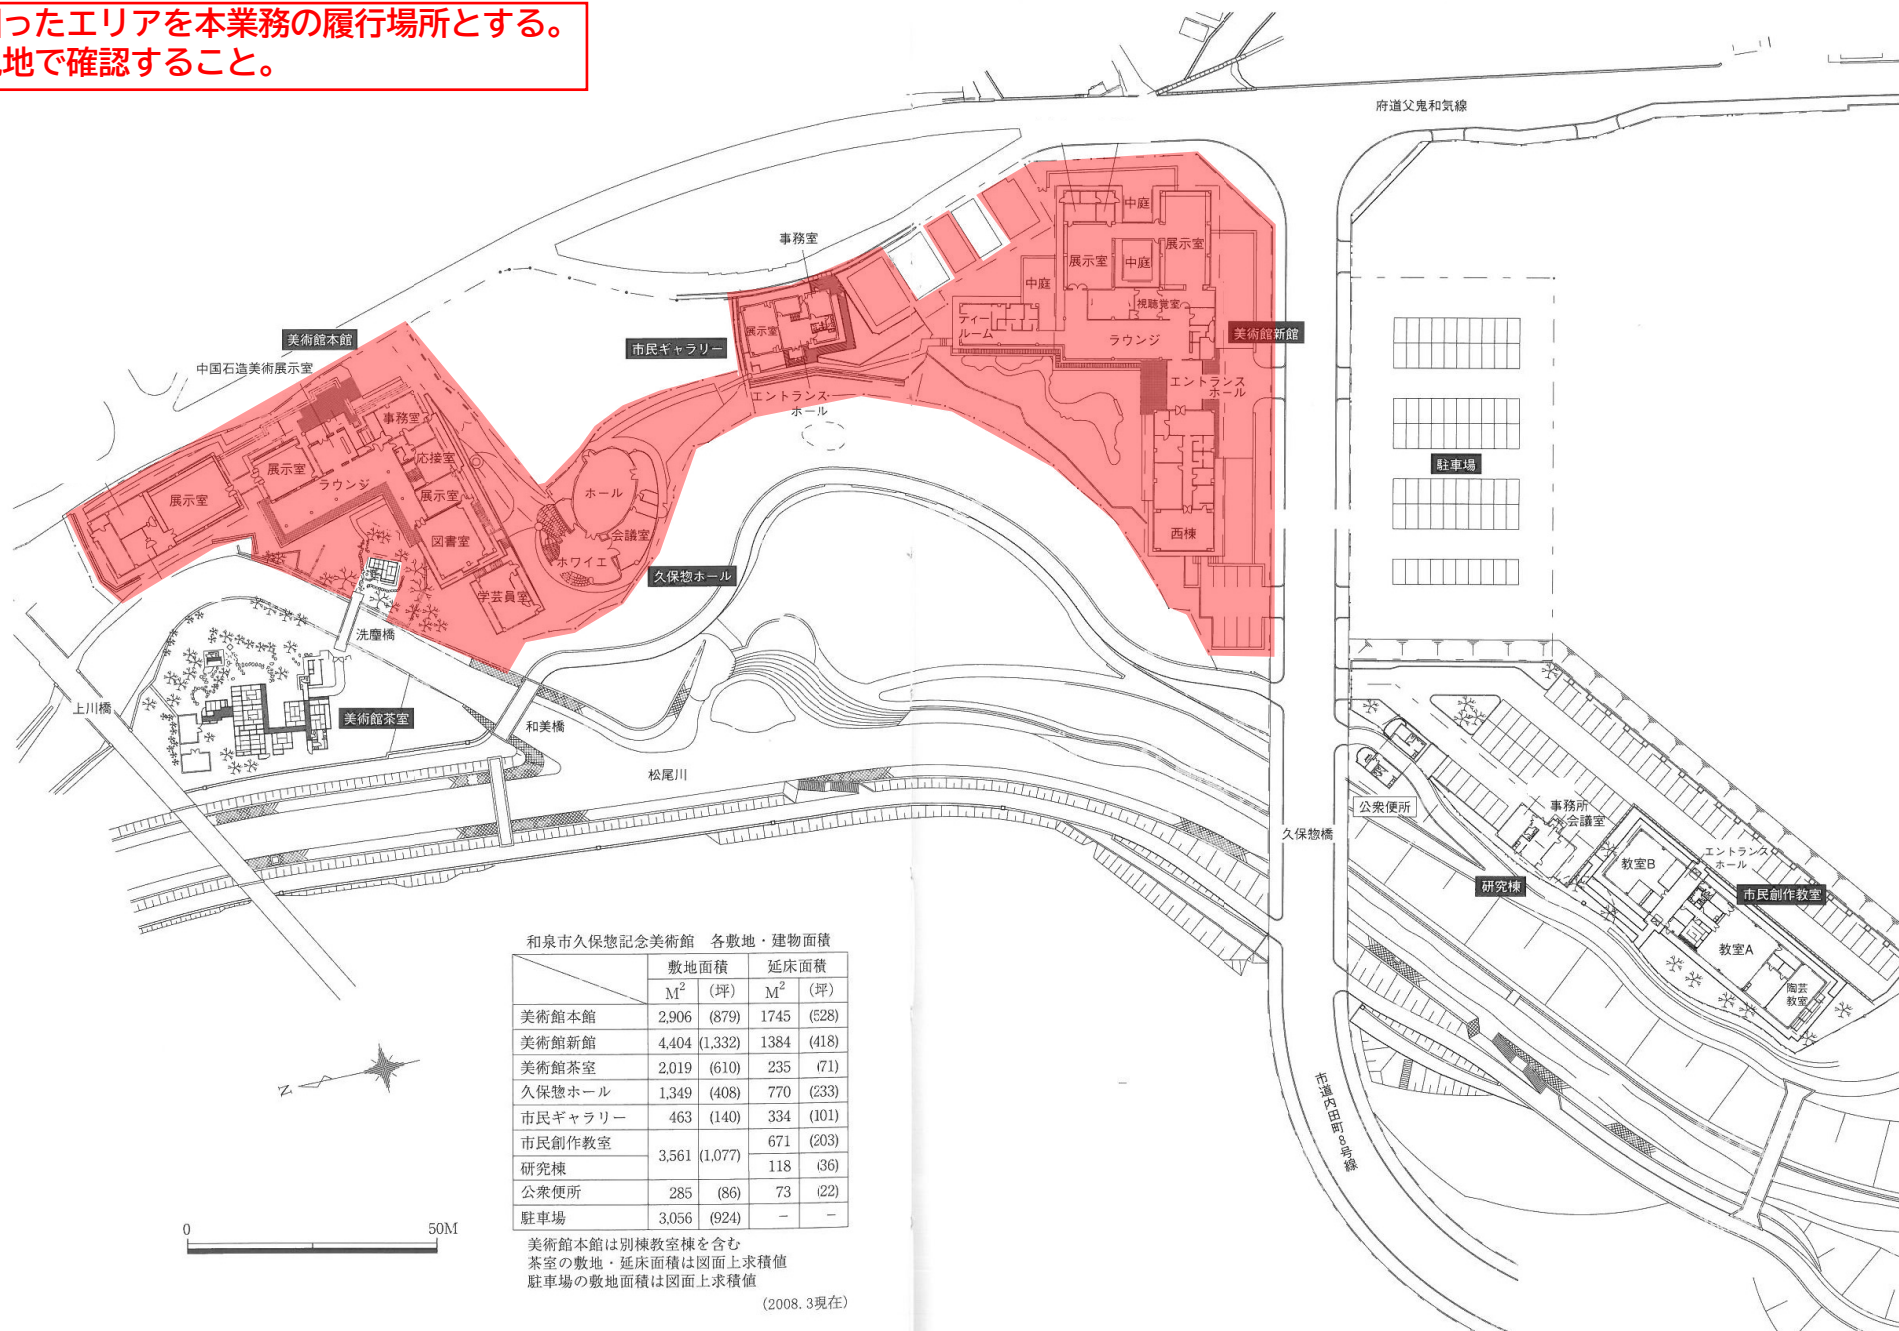 ったエリアを本業務の履行場所とする。
地で確認すること。
府道父鬼和気線
事務室
中庭
展示室
展示室
中庭
中庭
視聴覚室
ティー
ルーム
ラウンジ
美術館新館
エントランス
ホール
西棟
展示室
市民ギャラリー
エントランス
ホール
美術館本館
中国石造美術展示室
事務室
応接室
展示室
ラウンジ
展示室
展示室
図書室
学芸員室
ホール
会議室
ホワイエ
久保惣ホール
駐車場
洗塵橋
上川橋
美術館茶室
和美橋
松尾川
久保惣橋
公衆便所
事務所
会議室
エントランス
ホール
教室B
研究棟
市民創作教室
教室A
陶芸
教室
市道内田町8号線
N
0 50M
和泉市久保惣記念美術館 各敷地・建物面積
敷地面積 延床面積
M² (坪) M² (坪)
美術館本館 2,906 (879) 1745 (528)
美術館新館 4,404 (1,332) 1384 (418)
美術館茶室 2,019 (610) 235 (71)
久保惣ホール 1,349 (408) 770 (233)
市民ギャラリー 463 (140) 334 (101)
市民創作教室 3,561 (1,077) 671 (203)
研究棟 118 (36)
公衆便所 285 (86) 73 (22)
駐車場 3,056 (924) － －
美術館本館は別棟教室棟を含む
茶室の敷地・延床面積は図面上求積値
駐車場の敷地面積は図面上求積値
(2008.3現在)